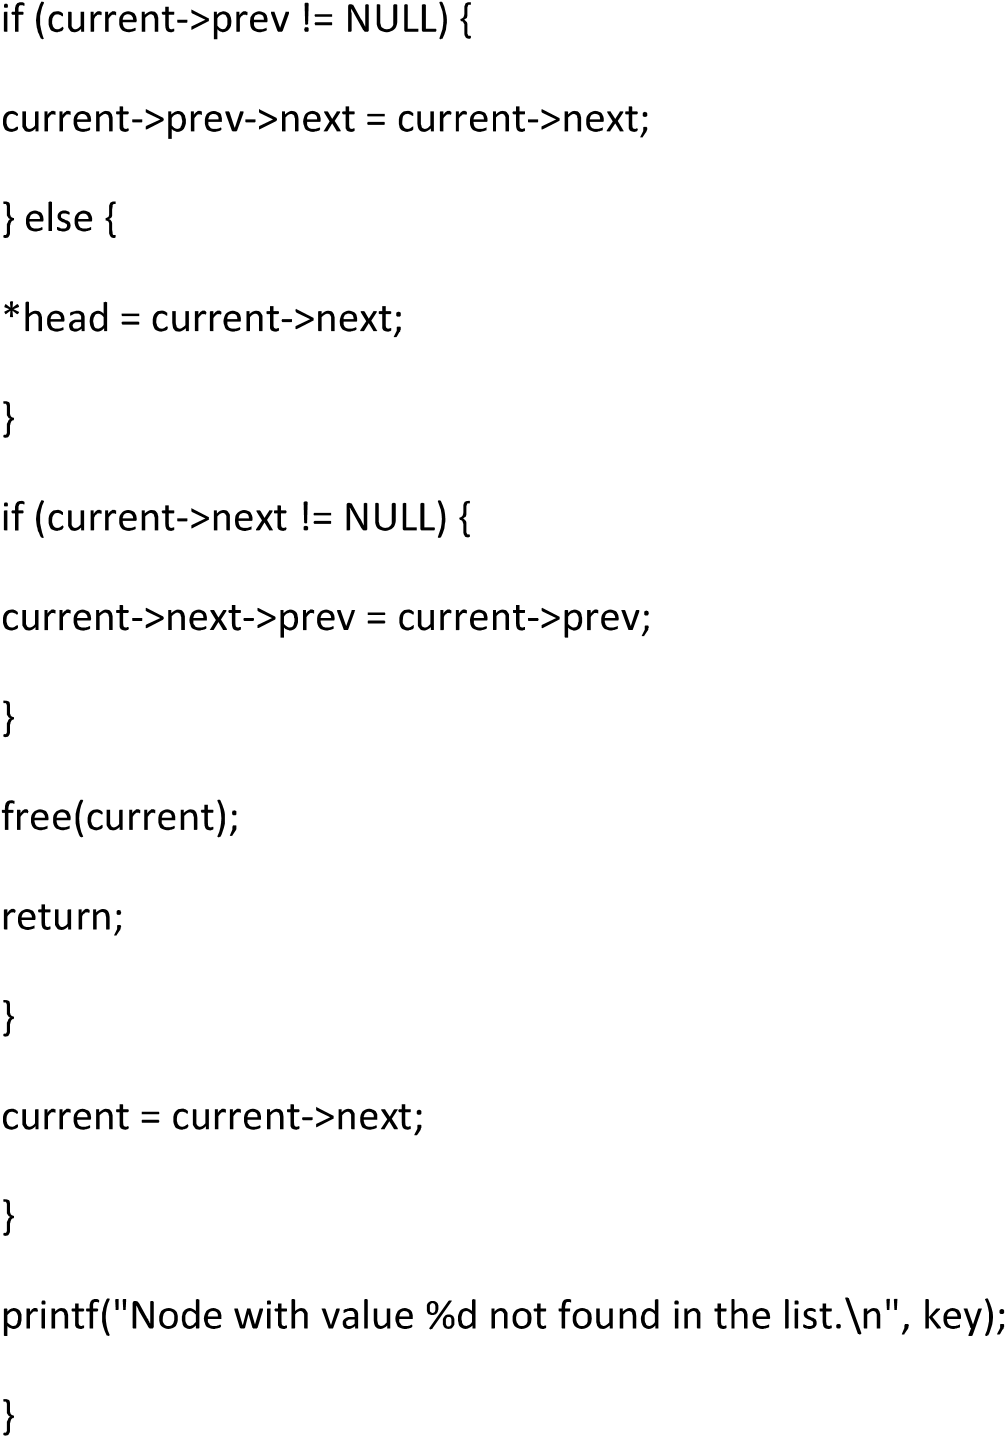 if (current->prev != NULL) {
current->prev->next = current->next;
} else {
*head = current->next;
}
if (current->next != NULL) {
current->next->prev = current->prev;
}
free(current);
return;
}
current = current->next;
}
printf("Node with value %d not found in the list.\n", key);
}